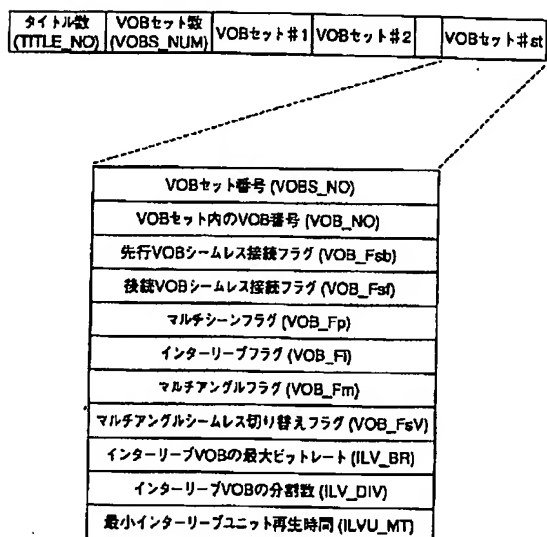 タイトル数 (TITLE_NO)
VOBセット数 (VOBS_NUM)
VOBセット#1
VOBセット#2
VOBセット#st
VOBセット番号 (VOBS_NO)
VOBセット内のVOB番号 (VOB_NO)
先行VOBシームレス接続フラグ (VOB_Fsb)
後続VOBシームレス接続フラグ (VOB_Fsf)
マルチシーンフラグ (VOB_Fp)
インターリーブフラグ (VOB_Fi)
マルチアングルフラグ (VOB_Fm)
マルチアングルシームレス切り替えフラグ (VOB_FsV)
インターリーブVOBの最大ビットレート (ILV_BR)
インターリーブVOBの分割数 (ILV_DIV)
最小インターリーブユニット再生時間 (ILVU_MT)